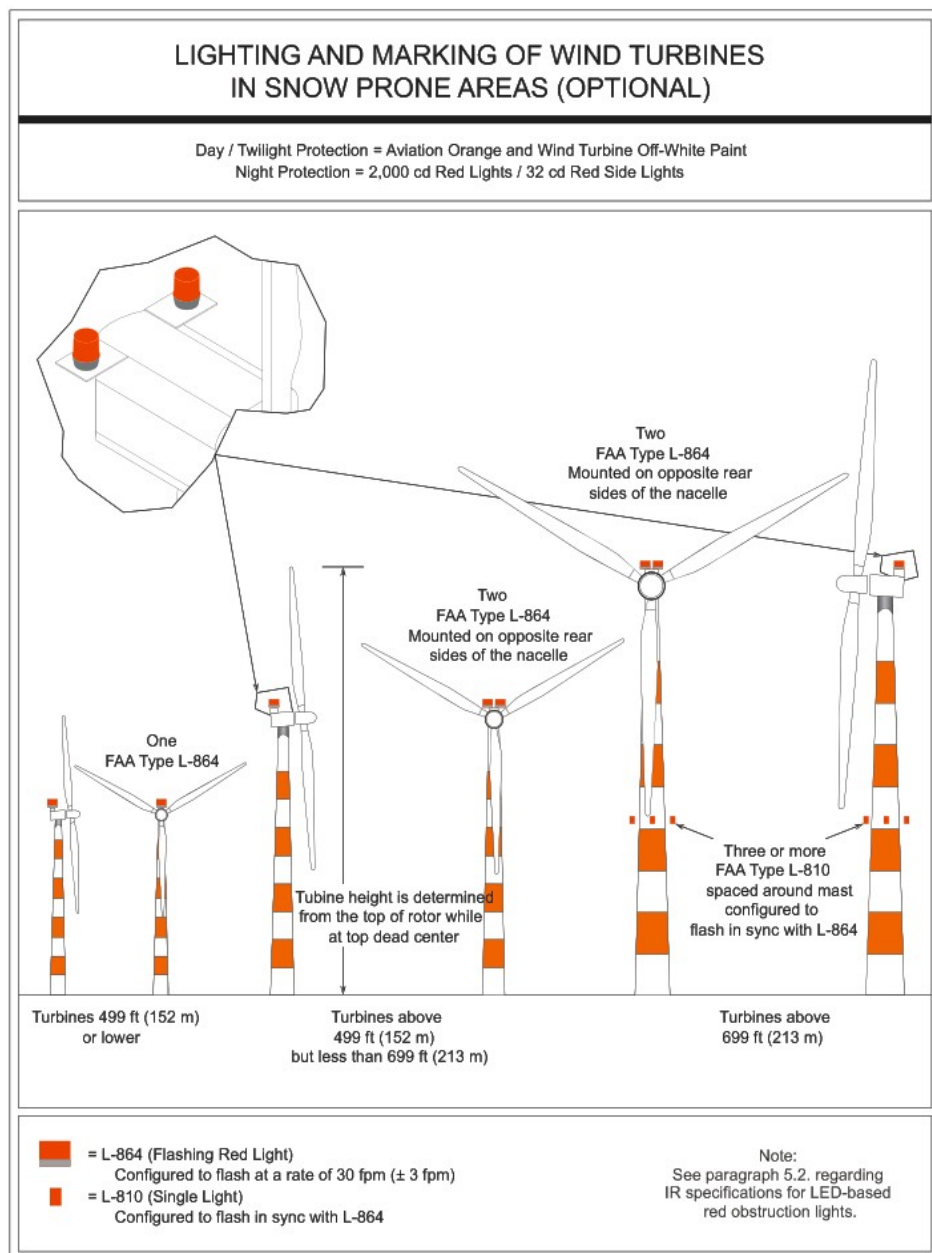 LIGHTING AND MARKING OF WIND TURBINES
IN SNOW PRONE AREAS (OPTIONAL)
Day / Twilight Protection = Aviation Orange and Wind Turbine Off-White Paint
Night Protection = 2,000 cd Red Lights / 32 cd Red Side Lights
Two
FAA Type L-864
Mounted on opposite rear
sides of the nacelle
Two
FAA Type L-864
Mounted on opposite rear
sides of the nacelle
One
FAA Type L-864
Three or more
FAA Type L-810
spaced around mast
configured to
flash in sync with L-864
Tubine height is determined
from the top of rotor while
at top dead center
Turbines 499 ft (152 m)
or lower
Turbines above
499 ft (152 m)
but less than 699 ft (213 m)
Turbines above
699 ft (213 m)
= L-864 (Flashing Red Light)
Configured to flash at a rate of 30 fpm (± 3 fpm)
= L-810 (Single Light)
Configured to flash in sync with L-864
Note:
See paragraph 5.2. regarding
IR specifications for LED-based
red obstruction lights.